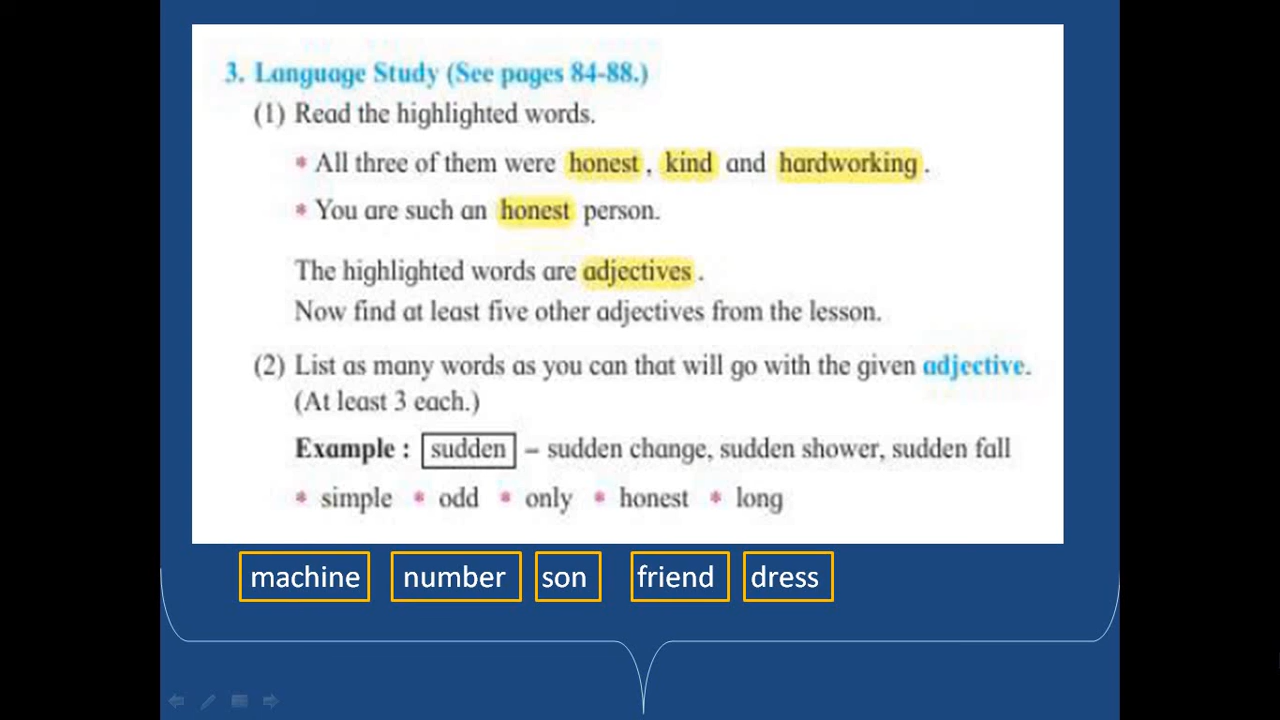 3. Language Study (See pages 84-88.)
(1) Read the highlighted words.
* All three of them were honest , kind and hardworking .
* You are such an honest person.
The highlighted words are adjectives .
Now find at least five other adjectives from the lesson.
(2) List as many words as you can that will go with the given adjective.
(At least 3 each.)
Example : sudden – sudden change, sudden shower, sudden fall
* simple * odd * only * honest * long
machine number son friend dress